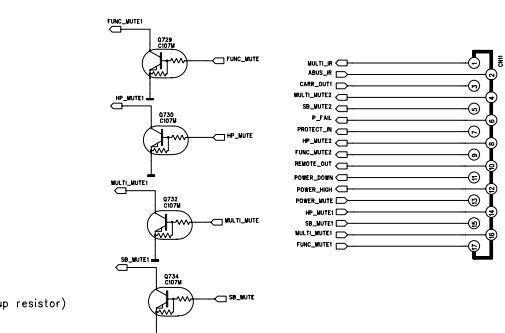 FUNC_MUTE1
Q729
C107M
FUNC_MUTE
HP_MUTE1
Q730
C107M
HP_MUTE
MULTI_MUTE1
Q732
C107M
MULTI_MUTE
SB_MUTE1
Q734
C107M
SB_MUTE
up resistor)
CN11
MULTI_IR 1
ABUS_IR 2
CARR_OUT1 3
MULTI_MUTE2 4
SB_MUTE2 5
P_FAIL 6
PROTECT_IN 7
HP_MUTE2 8
FUNC_MUTE2 9
REMOTE_OUT 10
POWER_DOWN 11
POWER_HIGH 12
POWER_MUTE 13
HP_MUTE1 14
SB_MUTE1 15
MULTI_MUTE1 16
FUNC_MUTE1 17